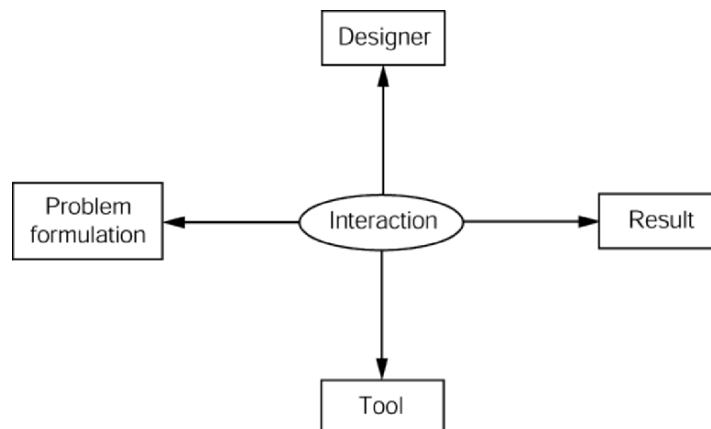 Designer
Problem
formulation
Interaction
Result
Tool